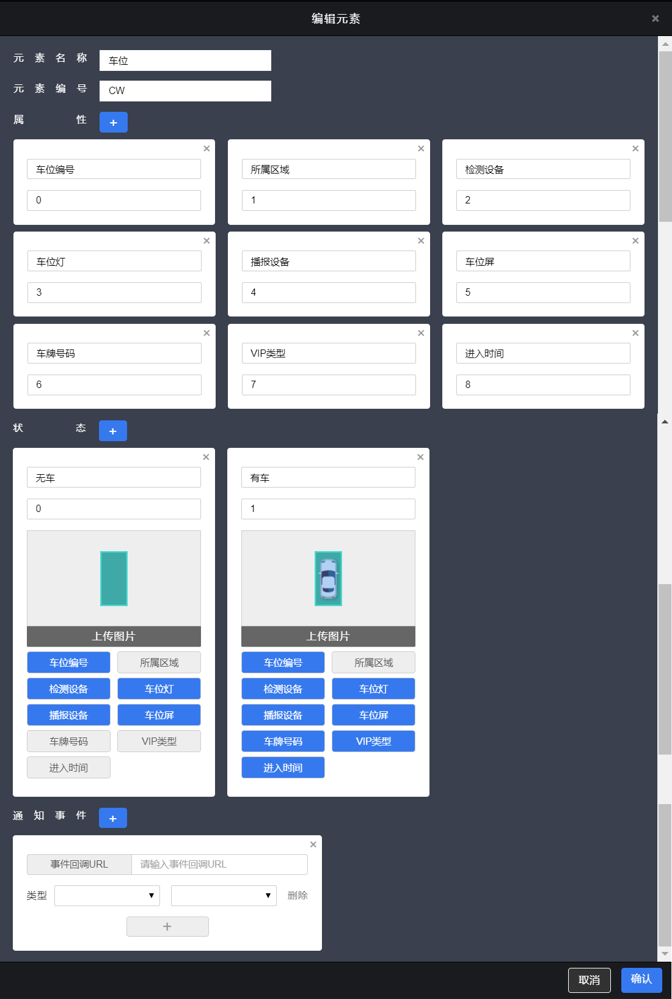 编辑元素
元素名称 车位
元素编号 CW
属性 +
车位编号 所属区域 检测设备
0 1 2
车位灯 播报设备 车位屏
3 4 5
车牌号码 VIP类型 进入时间
6 7 8
状态 +
无车 有车
0 1
上传图片 上传图片
车位编号 所属区域 车位编号 所属区域
检测设备 车位灯 检测设备 车位灯
播报设备 车位屏 播报设备 车位屏
车牌号码 VIP类型 车牌号码 VIP类型
进入时间 进入时间
通知事件 +
事件回调URL 请输入事件回调URL
类型 删除
+
取消 确认